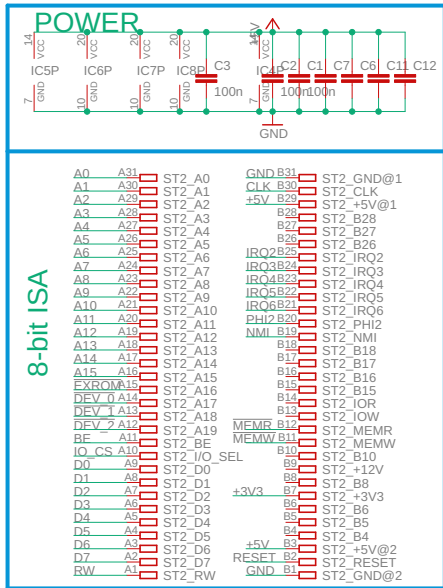 POWER
14 VCC 20 VCC 14 VCC 20 VCC 14 VCC +5V
IC5P IC6P IC7P IC8P C3 IC4P C2 C1 C7 C6 C11 C12
100n 100n 100n
7 GND 10 GND 7 GND 10 GND 7 GND
GND
8-bit ISA
A0 A31 ST2_A0 GND B31 ST2_GND@1
A1 A30 ST2_A1 CLK B30 ST2_CLK
A2 A29 ST2_A2 +5V B29 ST2_+5V@1
A3 A28 ST2_A3 B28 ST2_B28
A4 A27 ST2_A4 B27 ST2_B27
A5 A26 ST2_A5 B26 ST2_B26
A6 A25 ST2_A6 IRQ2 B25 ST2_IRQ2
A7 A24 ST2_A7 IRQ3 B24 ST2_IRQ3
A8 A23 ST2_A8 IRQ4 B23 ST2_IRQ4
A9 A22 ST2_A9 IRQ5 B22 ST2_IRQ5
A10 A21 ST2_A10 IRQ6 B21 ST2_IRQ6
A11 A20 ST2_A11 PHI2 B20 ST2_PHI2
A12 A19 ST2_A12 NMI B19 ST2_NMI
A13 A18 ST2_A13 B18 ST2_B18
A14 A17 ST2_A14 B17 ST2_B17
A15 A16 ST2_A15 B16 ST2_B16
EXROM A15 ST2_A16 B15 ST2_B15
DEV_0 A14 ST2_A17 B14 ST2_IOR
DEV_1 A13 ST2_A18 B13 ST2_IOW
DEV_2 A12 ST2_A19 MEMR B12 ST2_MEMR
BE A11 ST2_BE MEMW B11 ST2_MEMW
IO_CS A10 ST2_I/O_SEL B10 ST2_B10
D0 A9 ST2_D0 B9 ST2_+12V
D1 A8 ST2_D1 B8 ST2_B8
D2 A7 ST2_D2 +3V3 B7 ST2_+3V3
D3 A6 ST2_D3 B6 ST2_B6
D4 A5 ST2_D4 B5 ST2_B5
D5 A4 ST2_D5 B4 ST2_B4
D6 A3 ST2_D6 +5V B3 ST2_+5V@2
D7 A2 ST2_D7 RESET B2 ST2_RESET
RW A1 ST2_RW GND B1 ST2_GND@2